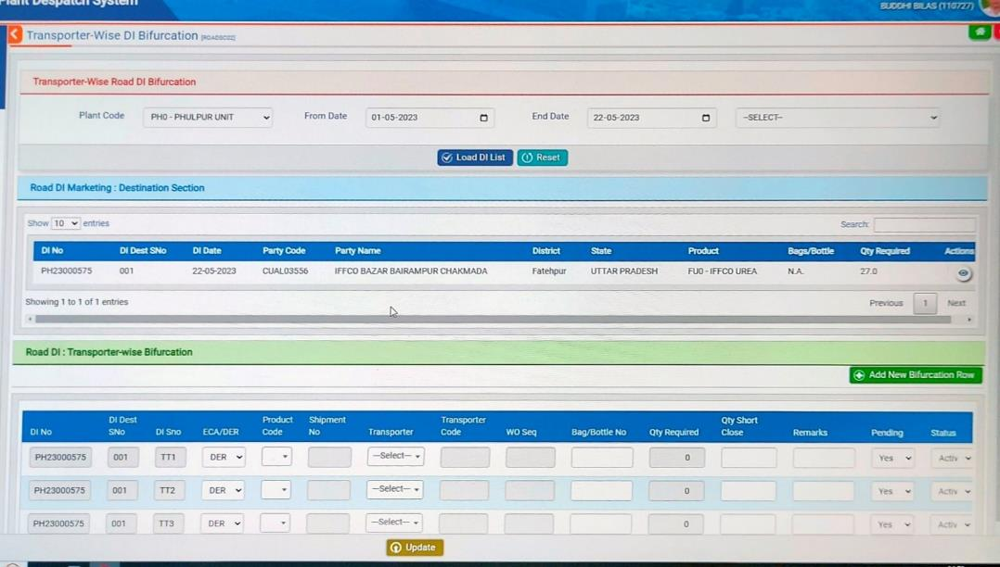 Plant Despatch System
BUDDHI BILAS (110727)
Transporter-Wise DI Bifurcation [ROADSC02]
Transporter-Wise Road DI Bifurcation
Plant Code PH0 - PHULPUR UNIT From Date 01-05-2023 End Date 22-05-2023 --SELECT--
Load DI List Reset
Road DI Marketing : Destination Section
Show 10 entries Search:
DI No DI Dest SNo DI Date Party Code Party Name District State Product Bags/Bottle Qty Required Actions
PH23000575 001 22-05-2023 CUAL03556 IFFCO BAZAR BAIRAMPUR CHAKMADA Fatehpur UTTAR PRADESH FU0 - IFFCO UREA N.A. 27.0
Showing 1 to 1 of 1 entries Previous 1 Next
Road DI : Transporter-wise Bifurcation
Add New Bifurcation Row
DI No DI Dest SNo DI Sno ECA/DER Product Code Shipment No Transporter Transporter Code WO Seq Bag/Bottle No Qty Required Qty Short Close Remarks Pending Status
PH23000575 001 TT1 DER --Select-- 0 Yes Activ
PH23000575 001 TT2 DER --Select-- 0 Yes Activ
PH23000575 001 TT3 DER --Select-- 0 Yes Activ
Update